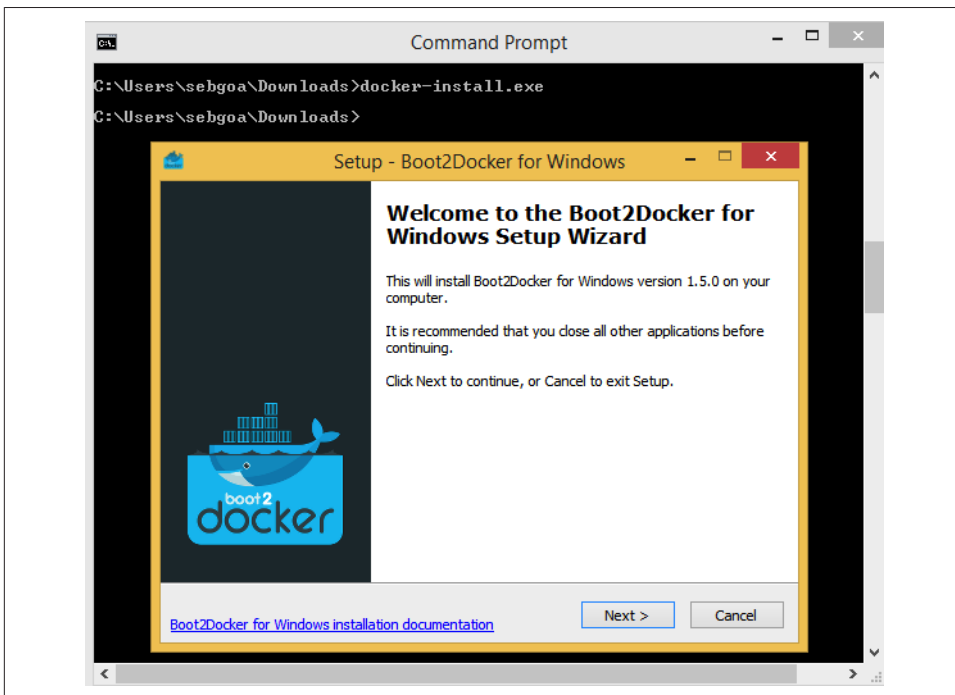 Command Prompt
C:\Users\sebgoa\Downloads>docker-install.exe
C:\Users\sebgoa\Downloads>
Setup - Boot2Docker for Windows
Welcome to the Boot2Docker for
Windows Setup Wizard
This will install Boot2Docker for Windows version 1.5.0 on your
computer.
It is recommended that you close all other applications before
continuing.
Click Next to continue, or Cancel to exit Setup.
boot2
docker
Boot2Docker for Windows installation documentation
Next >
Cancel